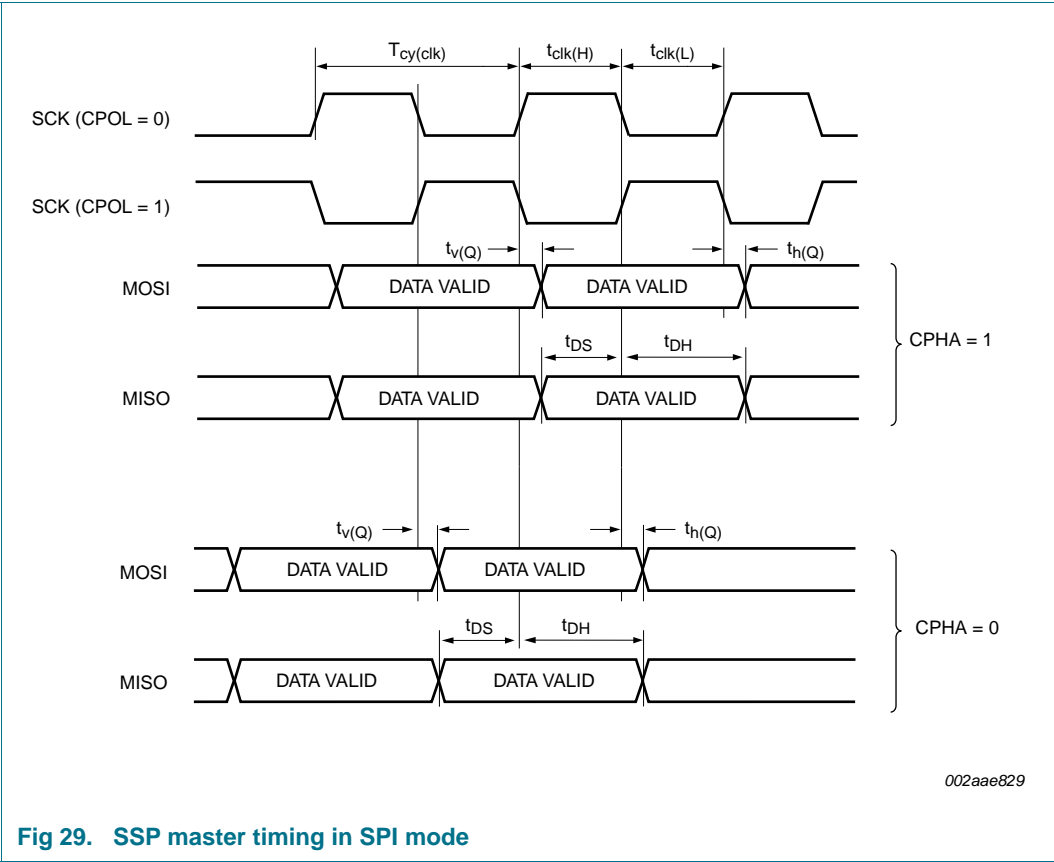 Tcy(clk) tclk(H) tclk(L)
SCK (CPOL = 0)
SCK (CPOL = 1)
tv(Q) th(Q)
MOSI DATA VALID DATA VALID
CPHA = 1
tDS tDH
MISO DATA VALID DATA VALID
tv(Q) th(Q)
MOSI DATA VALID DATA VALID
CPHA = 0
tDS tDH
MISO DATA VALID DATA VALID
002aae829
Fig 29. SSP master timing in SPI mode